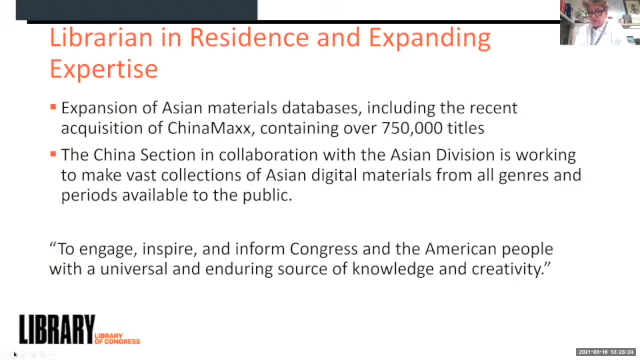 Librarian in Residence and Expanding
Expertise
▪ Expansion of Asian materials databases, including the recent
acquisition of ChinaMaxx, containing over 750,000 titles
▪ The China Section in collaboration with the Asian Division is working
to make vast collections of Asian digital materials from all genres and
periods available to the public.
“To engage, inspire, and inform Congress and the American people
with a universal and enduring source of knowledge and creativity.”
LIBRARY
LIBRARY
OF CONGRESS
2021-03-16 12:23:24